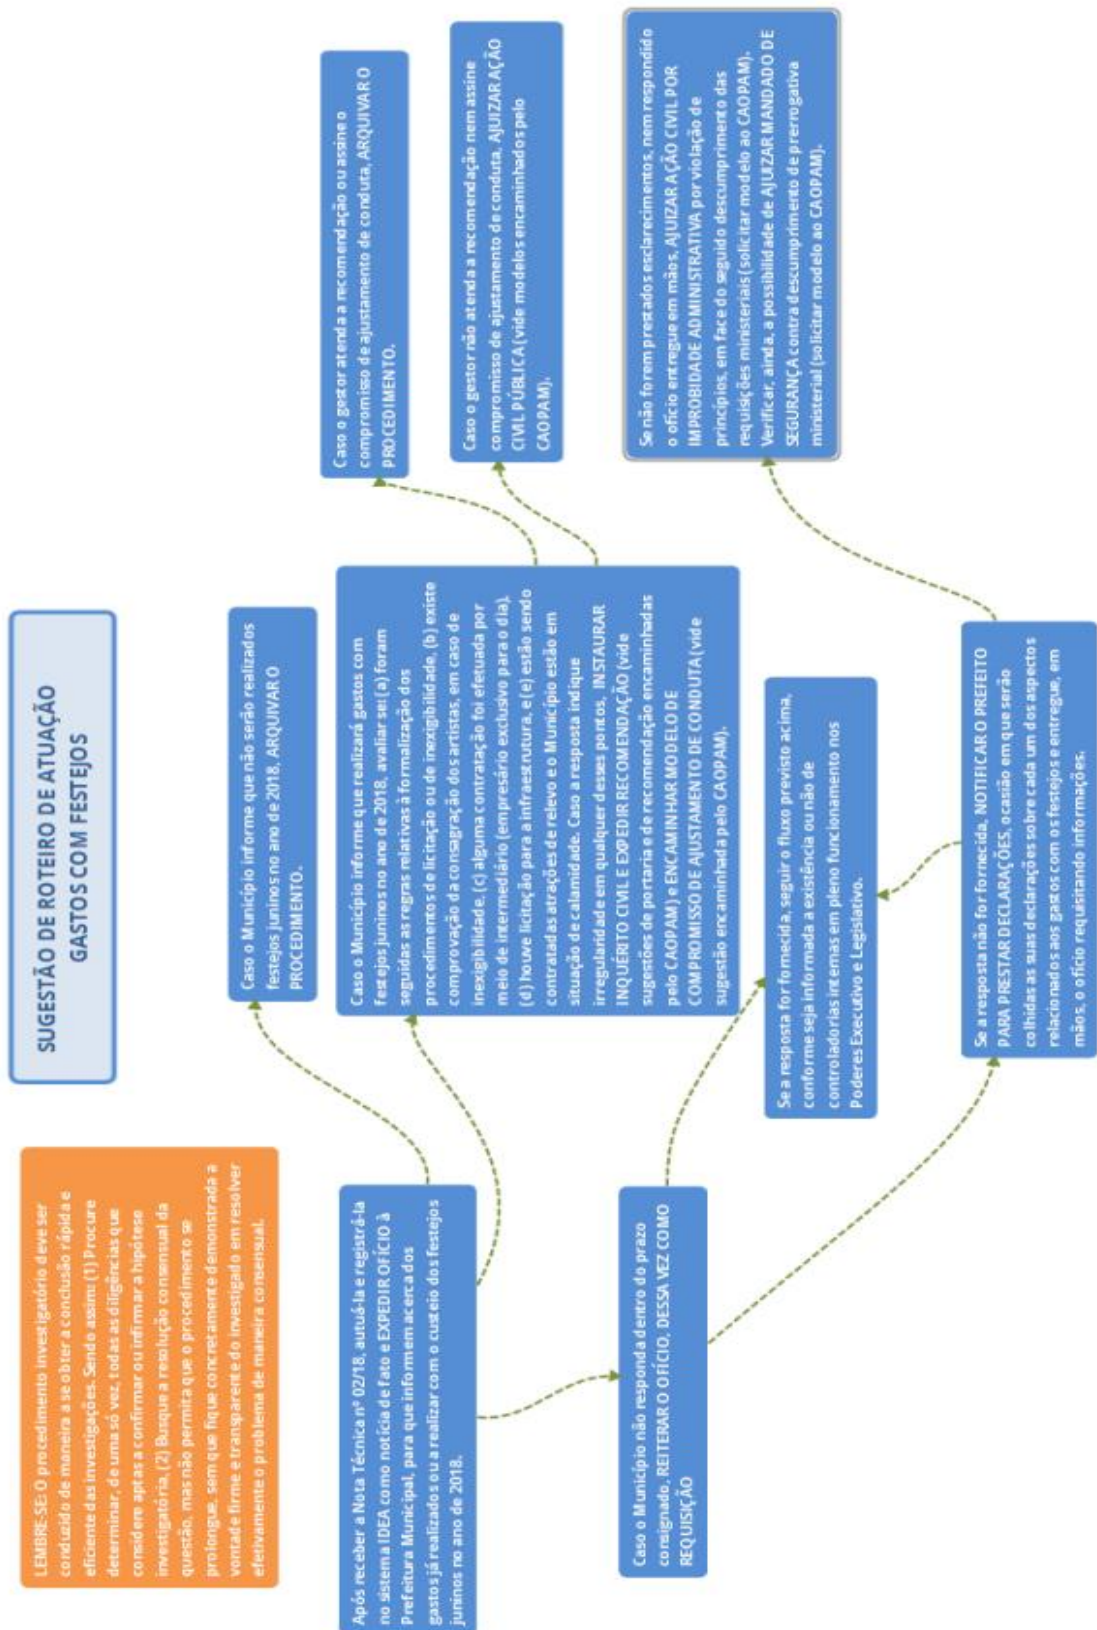 SUGESTÃO DE ROTEIRO DE ATUAÇÃO
GASTOS COM FESTEJOS
LEMBRE-SE: O procedimento investigatório deve ser
conduzido de maneira a se obter a conclusão rápida e
eficiente das investigações. Sendo assim: (1) Procure
determinar, de uma só vez, todas as diligências que
considere aptas a confirmar ou infirmar a hipótese
investigatória, (2) Busque a resolução consensual da
questão, mas não permita que o procedimento se
prolongue, sem que fique concretamente demonstrada a
vontade firme e transparente do investigado em resolver
efetivamente o problema de maneira consensual.
Após receber a Nota Técnica nº 02/18, autuá-la e registrá-la
no sistema IDEA como notícia de fato e EXPEDIR OFÍCIO à
Prefeitura Municipal, para que informem acerca dos
gastos já realizados ou a realizar com o custeio dos festejos
juninos no ano de 2018.
Caso o Município informe que não serão realizados
festejos juninos no ano de 2018, ARQUIVAR O
PROCEDIMENTO.
Caso o Município informe que realizará gastos com
festejos juninos no ano de 2018, avaliar se: (a) foram
seguidas as regras relativas à formalização dos
procedimentos de licitação ou de inexigibilidade, (b) existe
comprovação da consagração dos artistas, em caso de
inexigibilidade, (c) alguma contratação foi efetuada por
meio de intermediário (empresário exclusivo para o dia),
(d) houve licitação para a infraestrutura, e (e) estão sendo
contratadas atrações de relevo e o Município estão em
situação de calamidade. Caso a resposta indique
irregularidade em qualquer desses pontos, INSTAURAR
INQUÉRITO CIVIL E EXPEDIR RECOMENDAÇÃO (vide
sugestões de portaria e de recomendação encaminhadas
pelo CAOPAM) e ENCAMINHAR MODELO DE
COMPROMISSO DE AJUSTAMENTO DE CONDUTA (vide
sugestão encaminhada pelo CAOPAM).
Caso o gestor atenda a recomendação ou assine o
compromisso de ajustamento de conduta, ARQUIVAR O
PROCEDIMENTO.
Caso o gestor não atenda a recomendação nem assine
compromisso de ajustamento de conduta, AJUIZAR AÇÃO
CIVIL PÚBLICA (vide modelos encaminhados pelo
CAOPAM).
Caso o Município não responda dentro do prazo
consignado, REITERAR O OFÍCIO, DESSA VEZ COMO
REQUISIÇÃO
Se a resposta for fornecida, seguir o fluxo previsto acima,
conforme seja informada a existência ou não de
controladorias internas em pleno funcionamento nos
Poderes Executivo e Legislativo.
Se a resposta não for fornecida, NOTIFICAR O PREFEITO
PARA PRESTAR DECLARAÇÕES, ocasião em que serão
colhidas as suas declarações sobre cada um dos aspectos
relacionados aos gastos com os festejos e entregue, em
mãos, o ofício requisitando informações.
Se não forem prestados esclarecimentos, nem respondido
o ofício entregue em mãos, AJUIZAR AÇÃO CIVIL POR
IMPROBIDADE ADMINISTRATIVA por violação de
princípios, em face do seguido descumprimento das
requisições ministeriais (solicitar modelo ao CAOPAM).
Verificar, ainda, a possibilidade de AJUIZAR MANDADO DE
SEGURANÇA contra descumprimento de prerrogativa
ministerial (solicitar modelo ao CAOPAM).